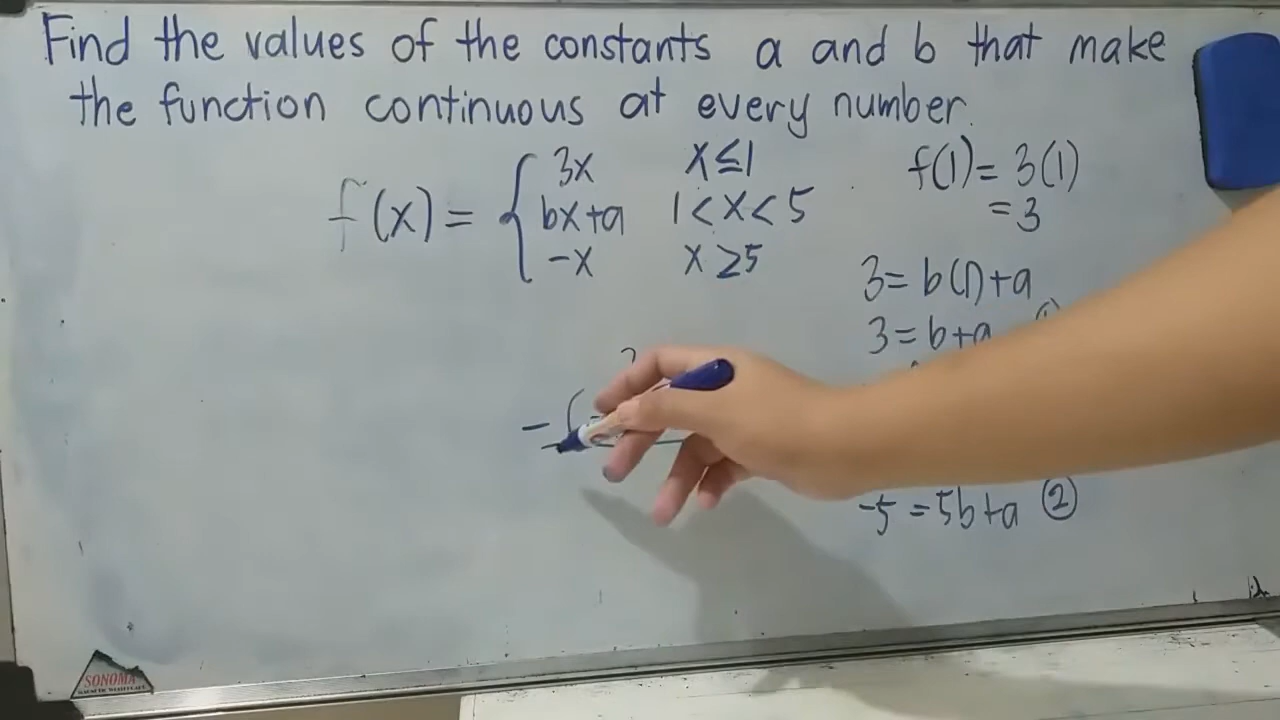 Find the values of the constants a and b that make
the function continuous at every number.
f(x) = { 3x x ≤ 1
bx+a 1 < x < 5
-x x ≥ 5
f(1) = 3(1)
= 3
3 = b(1)+a
3 = b+a
-5 = 5b+a ②
- (
SONOMA